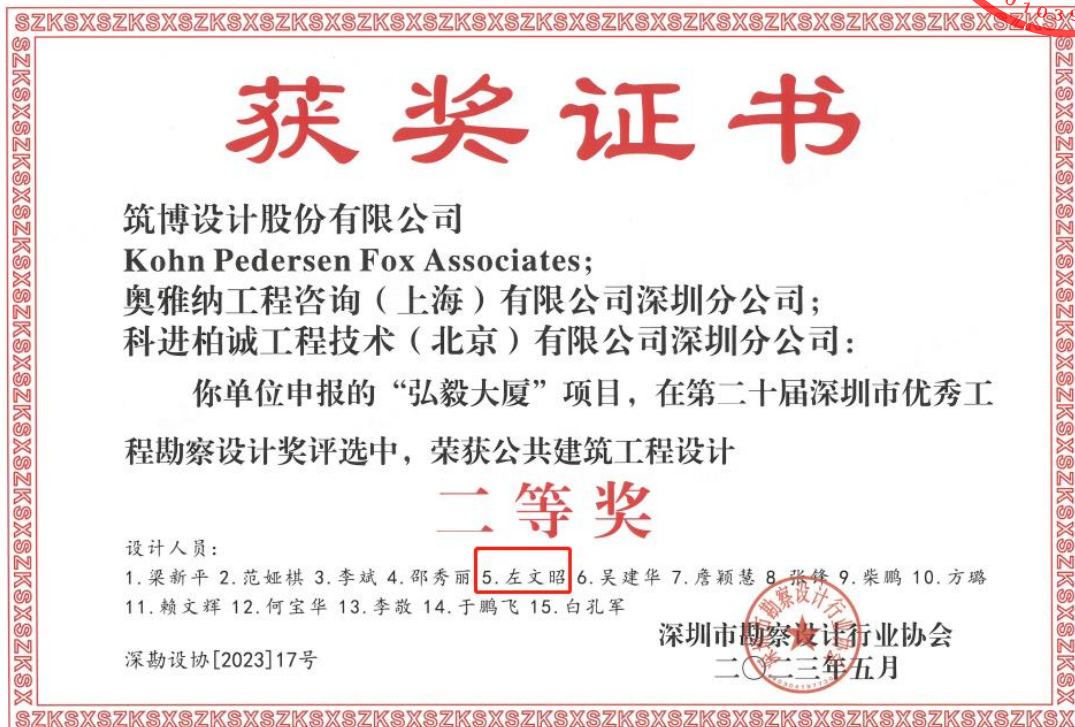 SZKSXSZKSXSZKSXSZKSXSZKSXSZKSXSZKSXSZKSXSZKSXSZKSX
获奖证书
筑博设计股份有限公司
Kohn Pedersen Fox Associates;
奥雅纳工程咨询(上海)有限公司深圳分公司;
科进柏诚工程技术(北京)有限公司深圳分公司:
你单位申报的“弘毅大厦”项目,在第二十届深圳市优秀工
程勘察设计奖评选中,荣获公共建筑工程设计
二等奖
设计人员:
1.梁新平 2.范娅棋 3.李斌 4.邵秀丽 5.左文昭 6.吴建华 7.詹颖慧 8.张锋 9.柴鹏 10.方璐
11.赖文辉 12.何宝华 13.李敬 14.于鹏飞 15.白孔军
深圳市勘察设计行业协会
深勘设协[2023]17号
二〇二三年五月